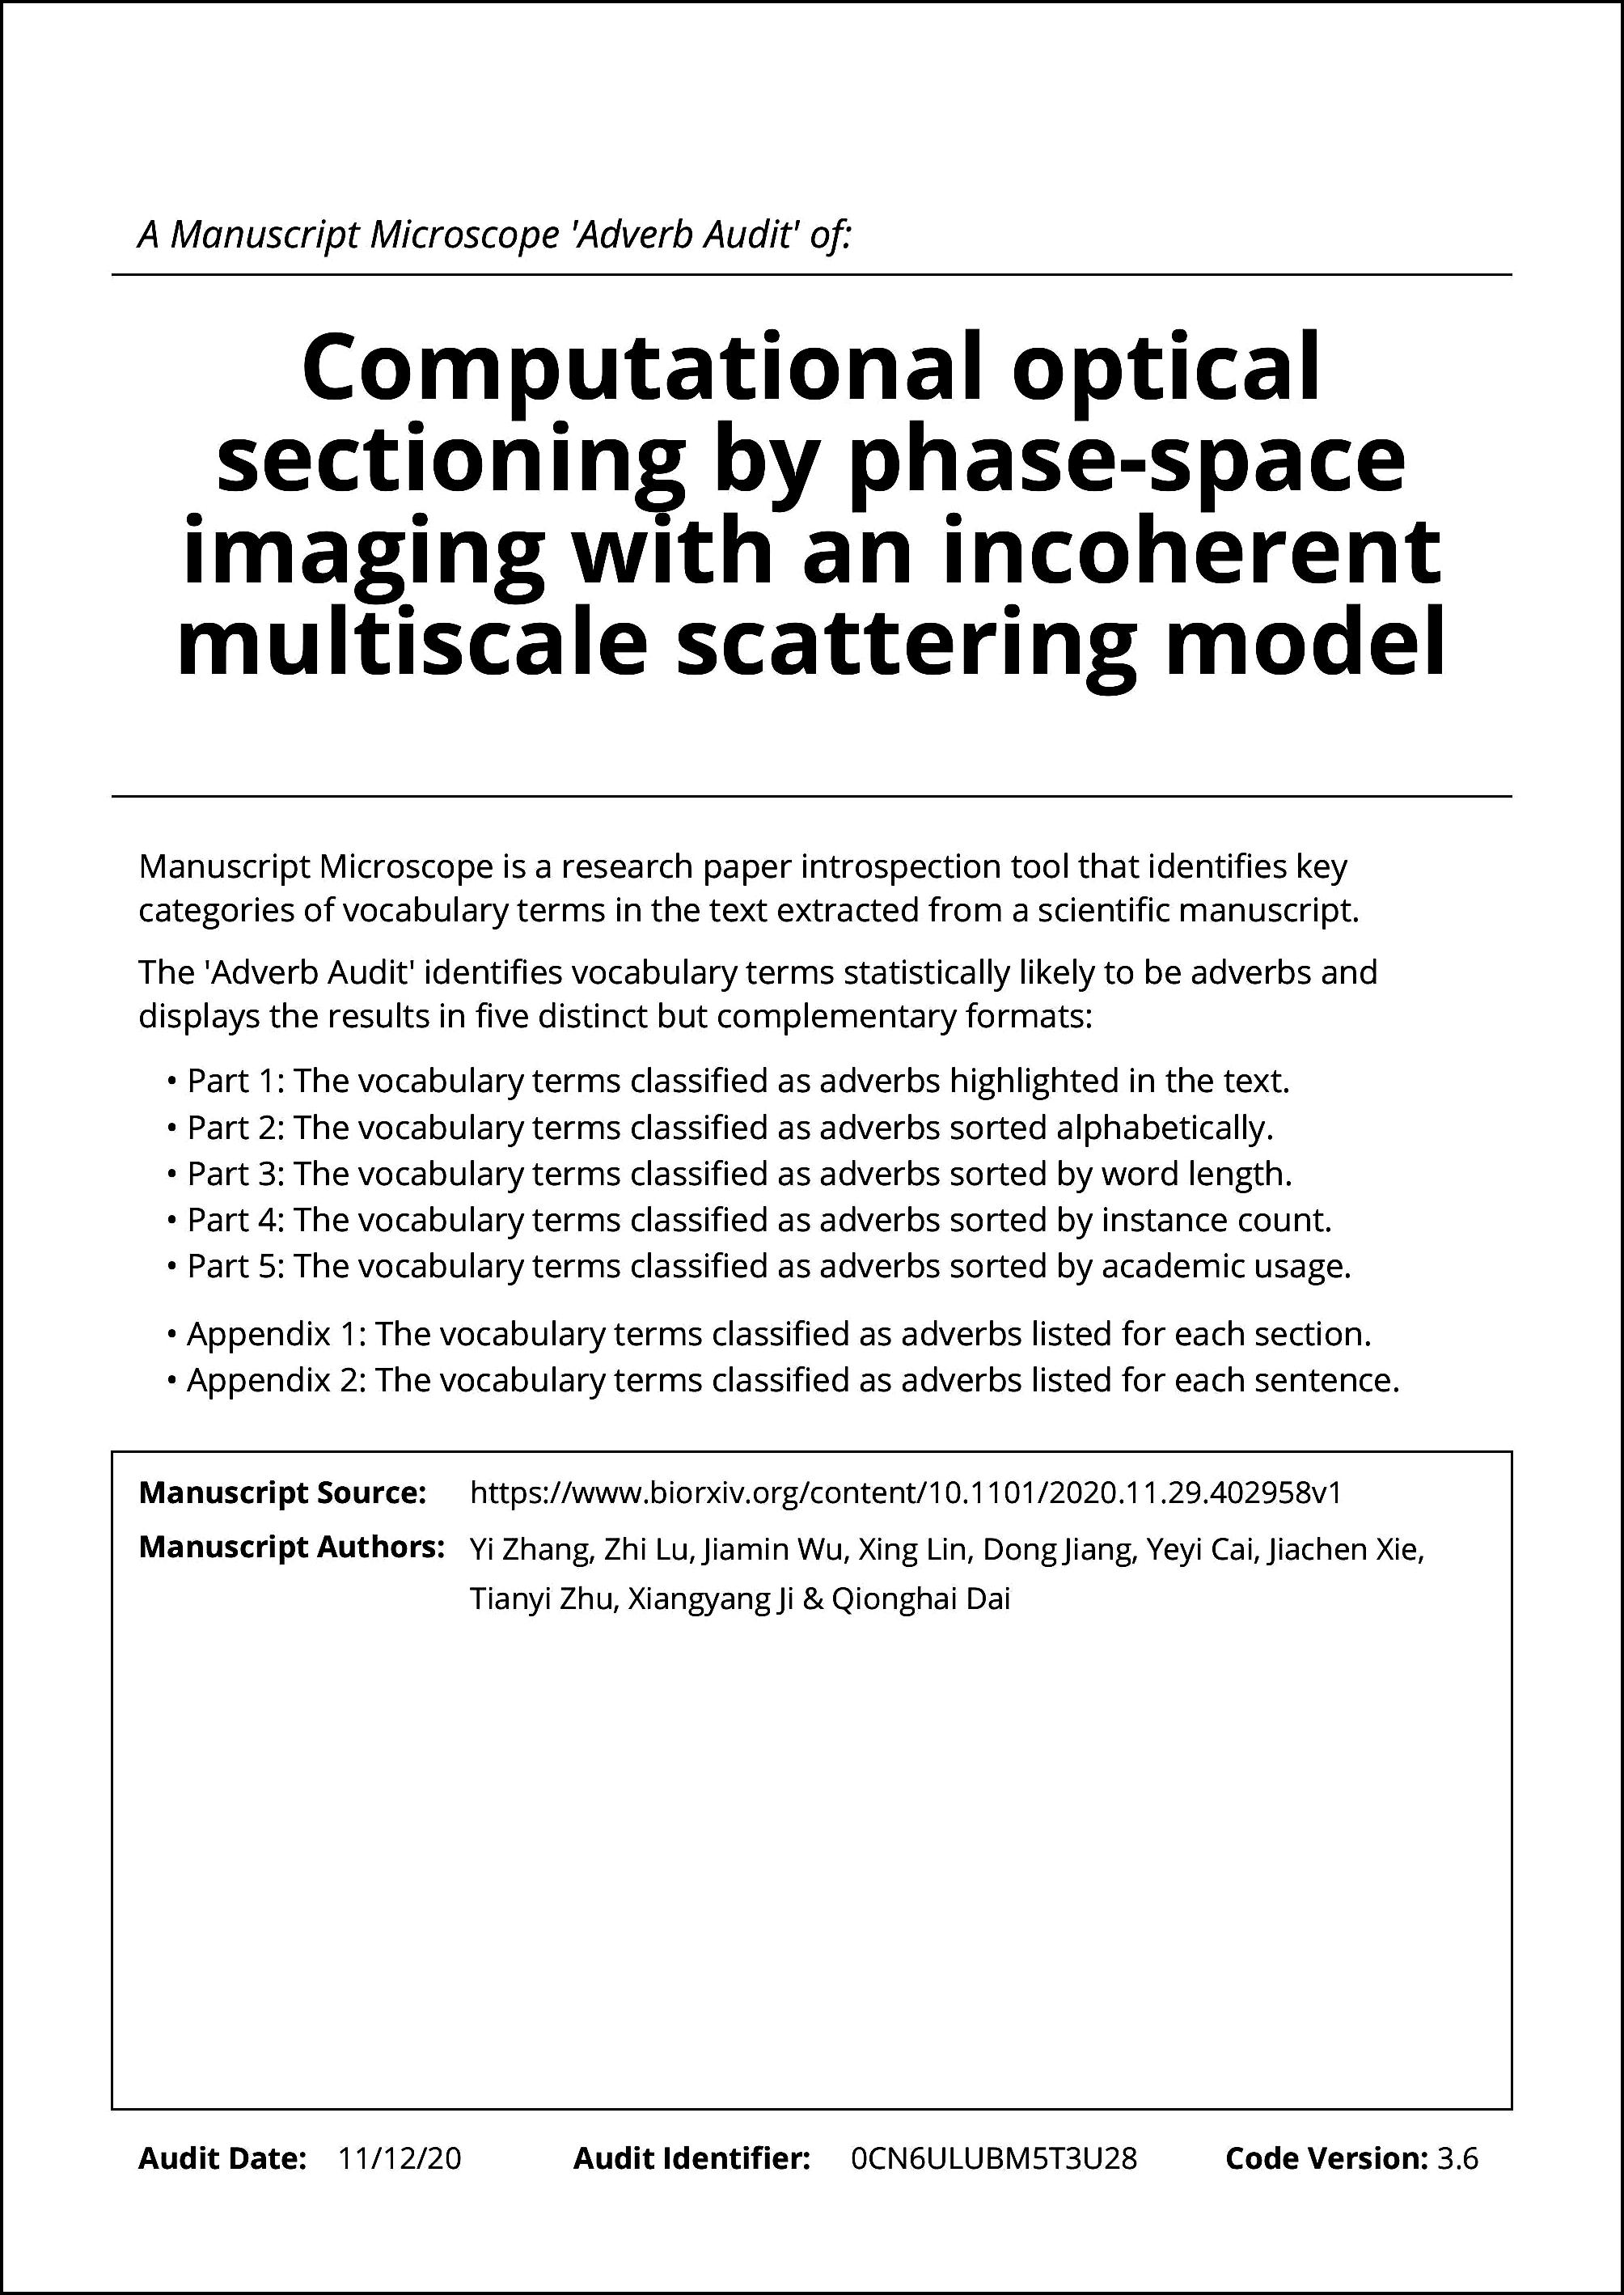 A Manuscript Microscope 'Adverb Audit' of:
Computational optical
sectioning by phase-space
imaging with an incoherent
multiscale scattering model
Manuscript Microscope is a research paper introspection tool that identifies key
categories of vocabulary terms in the text extracted from a scientific manuscript.
The 'Adverb Audit' identifies vocabulary terms statistically likely to be adverbs and
displays the results in five distinct but complementary formats:
• Part 1: The vocabulary terms classified as adverbs highlighted in the text.
• Part 2: The vocabulary terms classified as adverbs sorted alphabetically.
• Part 3: The vocabulary terms classified as adverbs sorted by word length.
• Part 4: The vocabulary terms classified as adverbs sorted by instance count.
• Part 5: The vocabulary terms classified as adverbs sorted by academic usage.
• Appendix 1: The vocabulary terms classified as adverbs listed for each section.
• Appendix 2: The vocabulary terms classified as adverbs listed for each sentence.
Manuscript Source: https://www.biorxiv.org/content/10.1101/2020.11.29.402958v1
Manuscript Authors: Yi Zhang, Zhi Lu, Jiamin Wu, Xing Lin, Dong Jiang, Yeyi Cai, Jiachen Xie,
Tianyi Zhu, Xiangyang Ji & Qionghai Dai
Audit Date: 11/12/20 Audit Identifier: 0CN6ULUBM5T3U28 Code Version: 3.6